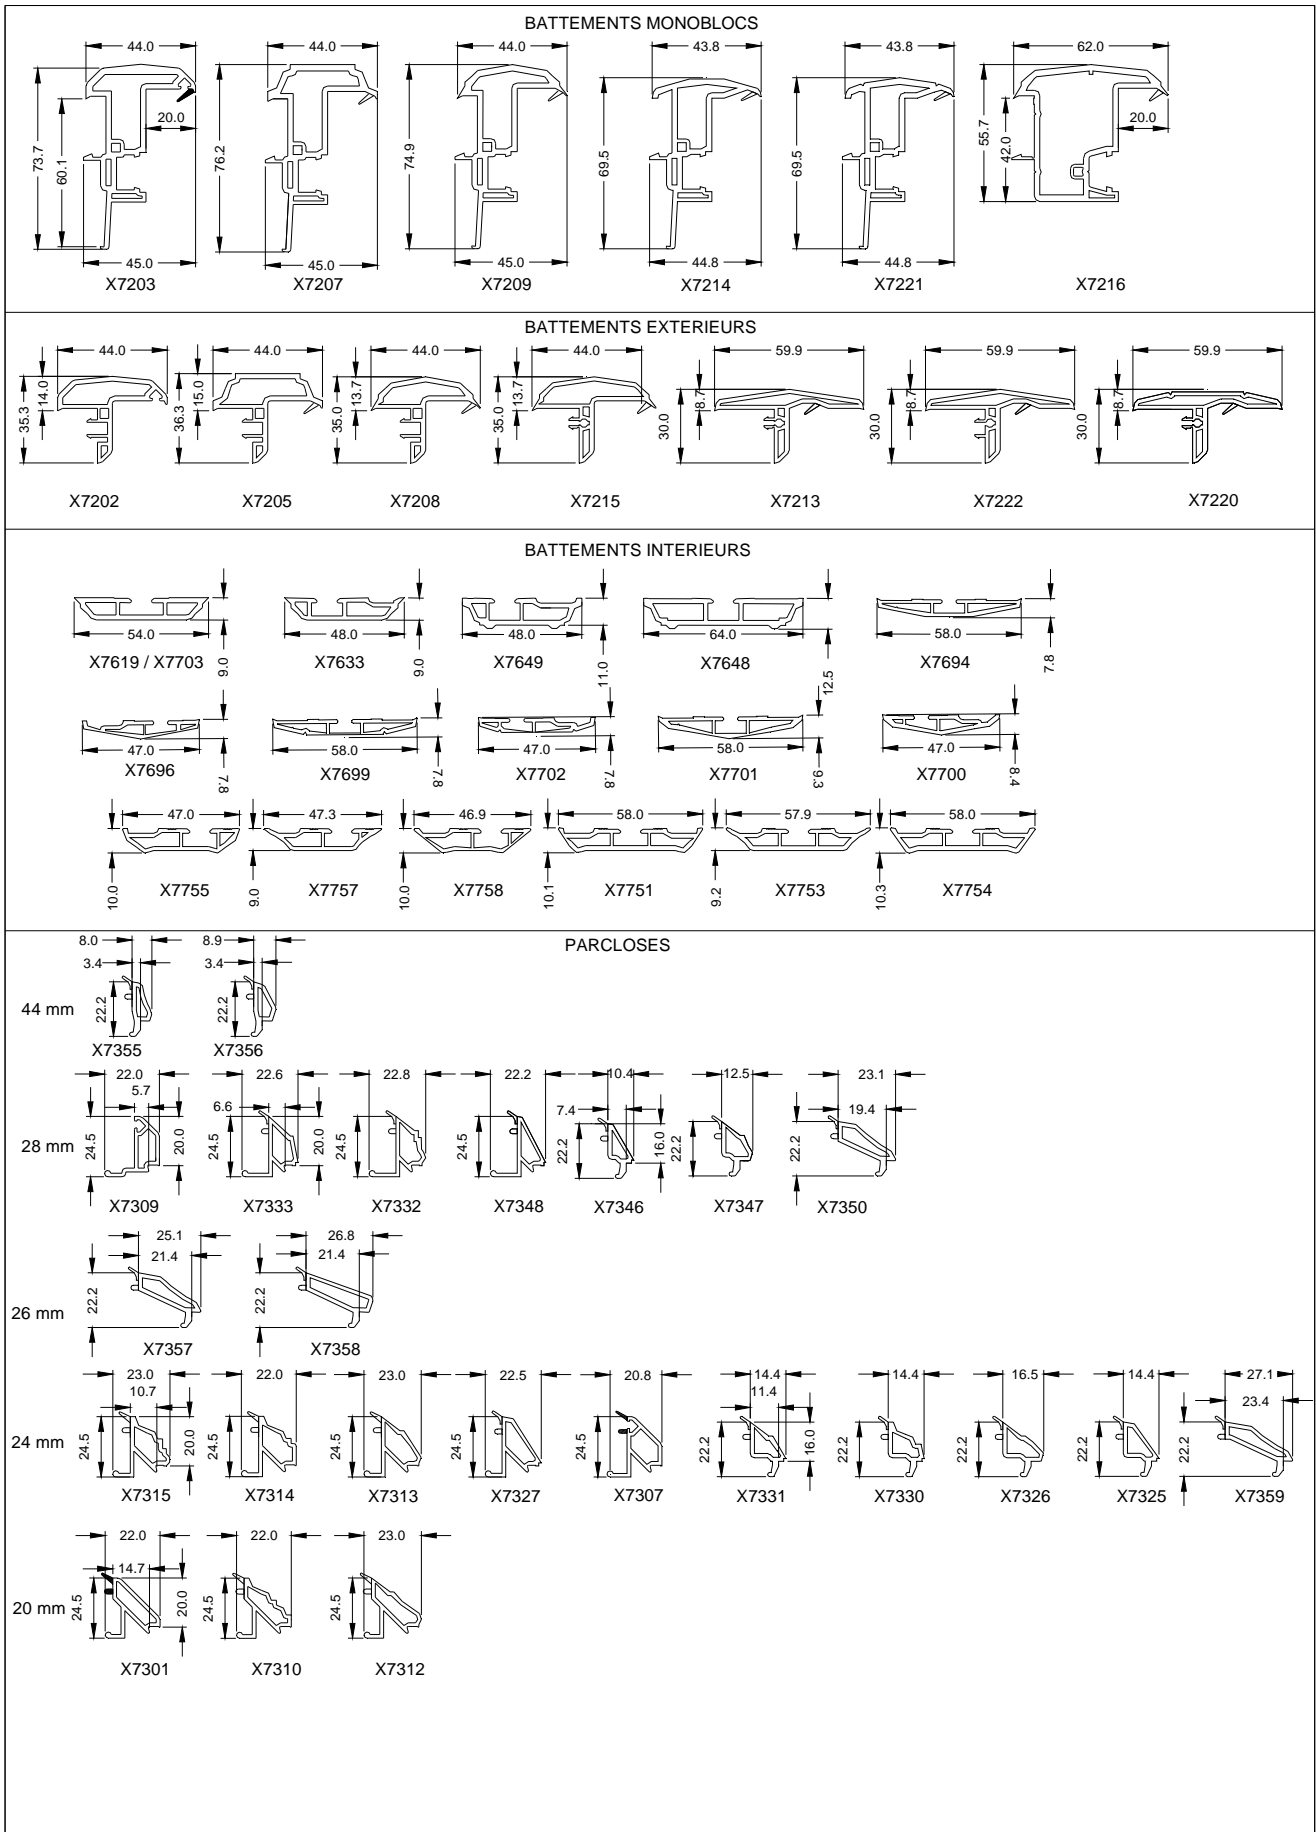 BATTEMENTS MONOBLOCS
44.0 44.0 44.0 43.8 43.8 62.0
20.0 20.0
73.7 60.1 76.2 74.9 69.5 69.5 55.7 42.0
45.0 45.0 45.0 44.8 44.8
X7203 X7207 X7209 X7214 X7221 X7216
BATTEMENTS EXTERIEURS
44.0 44.0 44.0 44.0 59.9 59.9 59.9
35.3 14.0 36.3 15.0 35.0 13.7 35.0 13.7 30.0 8.7 30.0 8.7 30.0 8.7
X7202 X7205 X7208 X7215 X7213 X7222 X7220
BATTEMENTS INTERIEURS
54.0 48.0 48.0 64.0 58.0
9.0 9.0 11.0 12.5 7.8
X7619 / X7703 X7633 X7649 X7648 X7694
47.0 58.0 47.0 58.0 47.0
7.8 7.8 7.8 9.3 8.4
X7696 X7699 X7702 X7701 X7700
47.0 47.3 46.9 58.0 57.9 58.0
10.0 9.0 10.0 10.1 9.2 10.3
X7755 X7757 X7758 X7751 X7753 X7754
PARCLOSES
8.0 8.9
3.4 3.4
44 mm 22.2 22.2
X7355 X7356
22.0 22.6 22.8 22.2 10.4 12.5 23.1
5.7 6.6 7.4 19.4
28 mm 24.5 20.0 24.5 20.0 24.5 24.5 22.2 16.0 22.2 22.2
X7309 X7333 X7332 X7348 X7346 X7347 X7350
25.1 26.8
21.4 21.4
26 mm 22.2 22.2
X7357 X7358
23.0 22.0 23.0 22.5 20.8 14.4 14.4 16.5 14.4 27.1
10.7 11.4 23.4
24 mm 24.5 20.0 24.5 24.5 24.5 24.5 22.2 16.0 22.2 22.2 22.2 22.2
X7315 X7314 X7313 X7327 X7307 X7331 X7330 X7326 X7325 X7359
22.0 22.0 23.0
14.7
20 mm 24.5 20.0 24.5 24.5
X7301 X7310 X7312